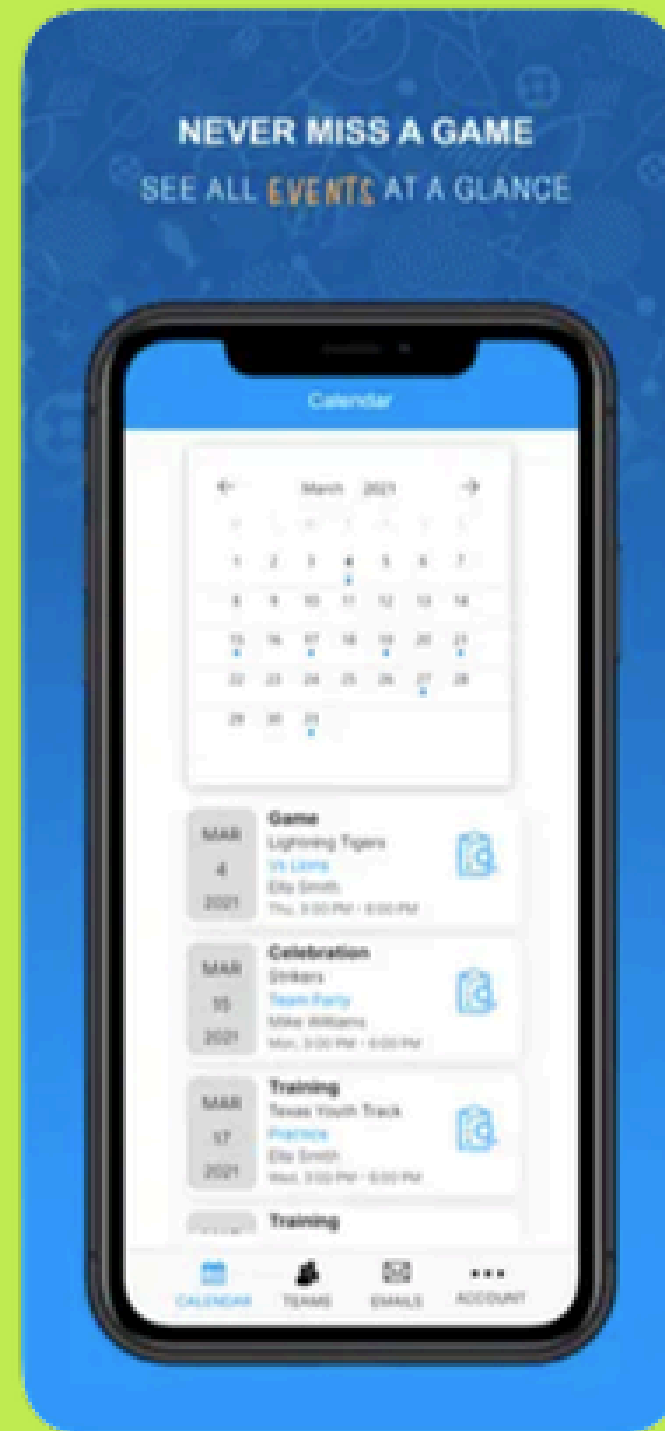 NEVER MISS A GAME
SEE ALL EVENTS AT A GLANCE
Calendar
March 2021
1 2 3 4 5 6 7
8 9 10 11 12 13 14
15 16 17 18 19 20 21
22 23 24 25 26 27 28
29 30 31
MAR
4
2021
Game
Lightning Tigers
Vs Lions
Ella Smith
Thu, 3:00 PM - 6:00 PM
MAR
15
2021
Celebration
Strikers
Team Party
Mike Williams
Mon, 3:00 PM - 6:00 PM
MAR
17
2021
Training
Texas Youth Track
Practice
Ella Smith
Wed, 3:00 PM - 6:00 PM
Training
CALENDAR TEAMS EMAILS ACCOUNT